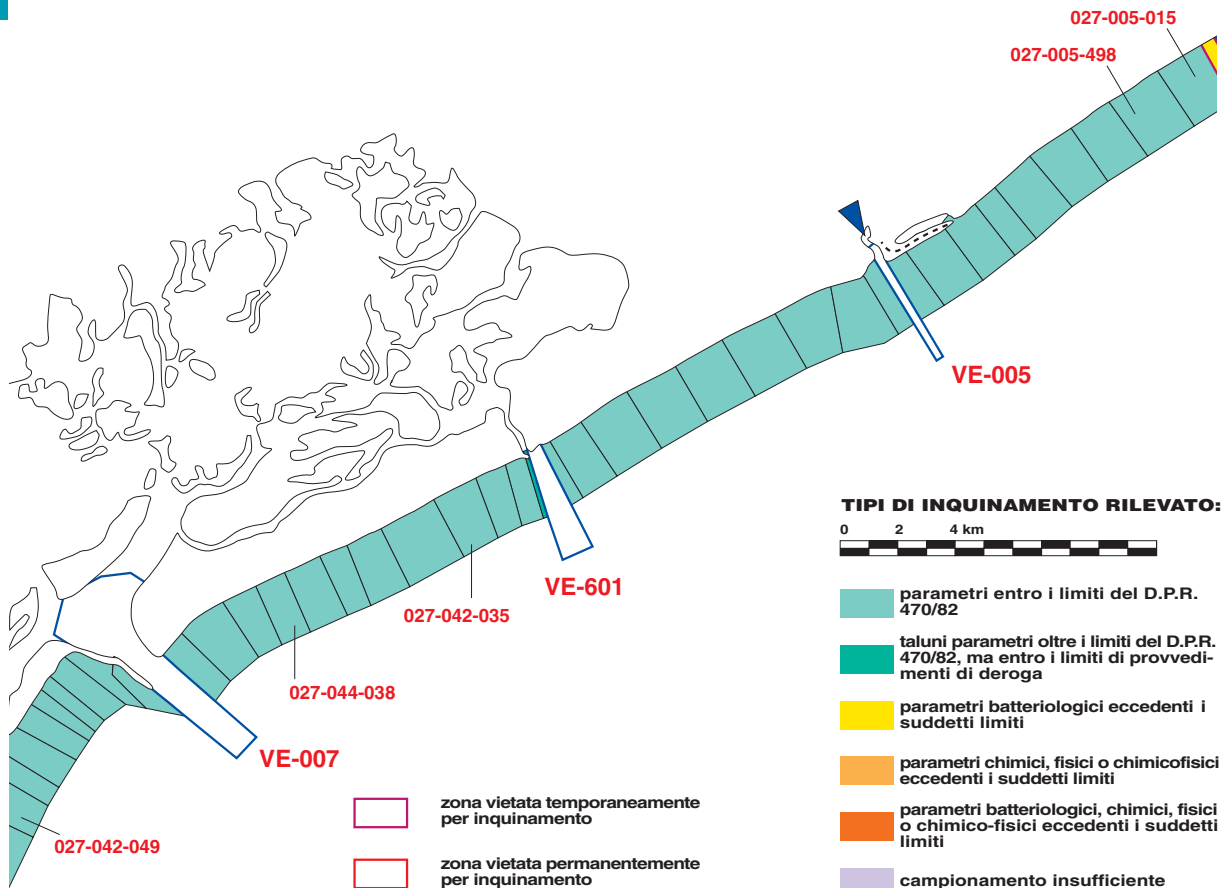 027-005-015
027-005-498
VE-005
VE-601
027-042-035
027-044-038
VE-007
027-042-049
zona vietata temporaneamente
per inquinamento
zona vietata permanentemente
per inquinamento
TIPI DI INQUINAMENTO RILEVATO:
0 2 4 km
parametri entro i limiti del D.P.R.
470/82
taluni parametri oltre i limiti del D.P.R.
470/82, ma entro i limiti di provvedi-
menti di deroga
parametri batteriologici eccedenti i
suddetti limiti
parametri chimici, fisici o chimicofisici
eccedenti i suddetti limiti
parametri batteriologici, chimici, fisici
o chimico-fisici eccedenti i suddetti
limiti
campionamento insufficiente